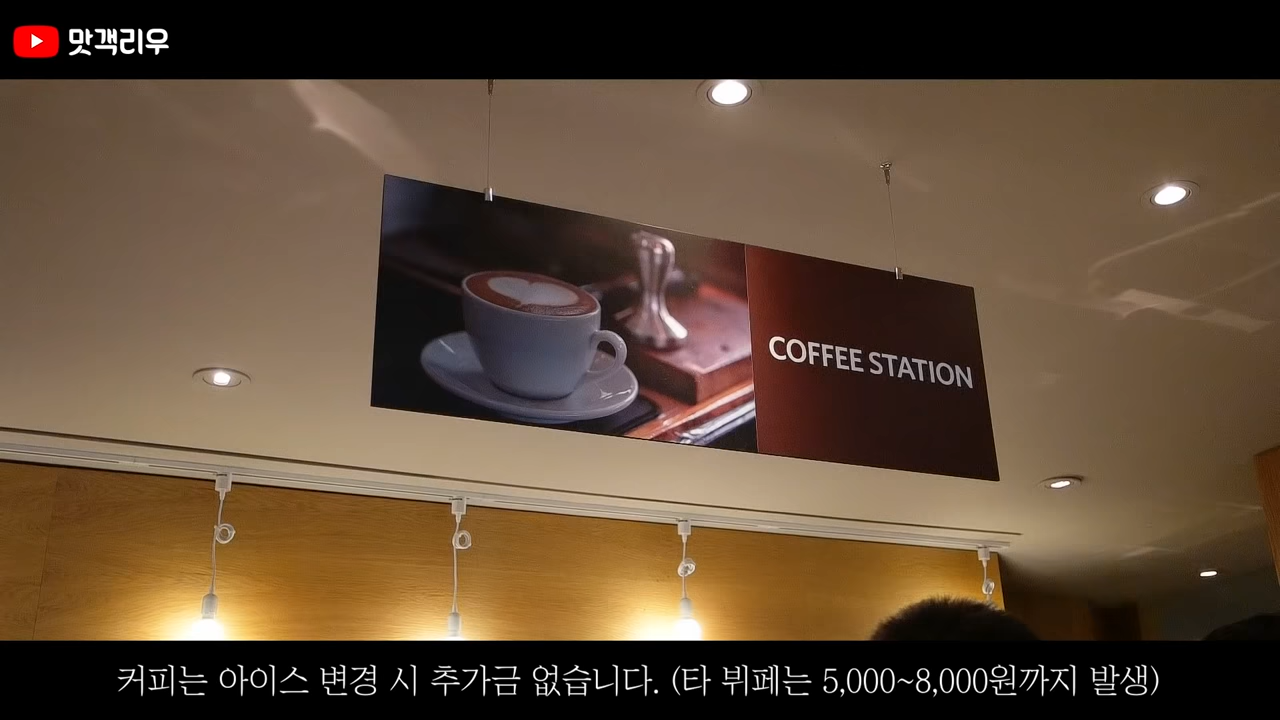 맛객리우
COFFEE STATION
커피는 아이스 변경 시 추가금 없습니다. (타 뷔페는 5,000~8,000원까지 발생)